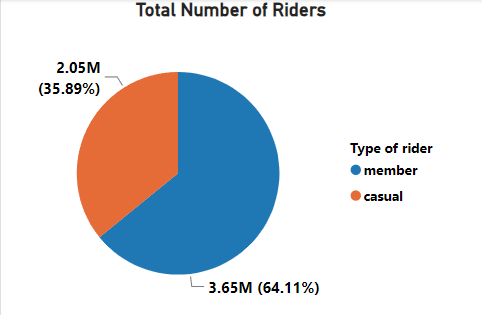 Total Number of Riders
2.05M
(35.89%)
Type of rider
member
casual
3.65M (64.11%)